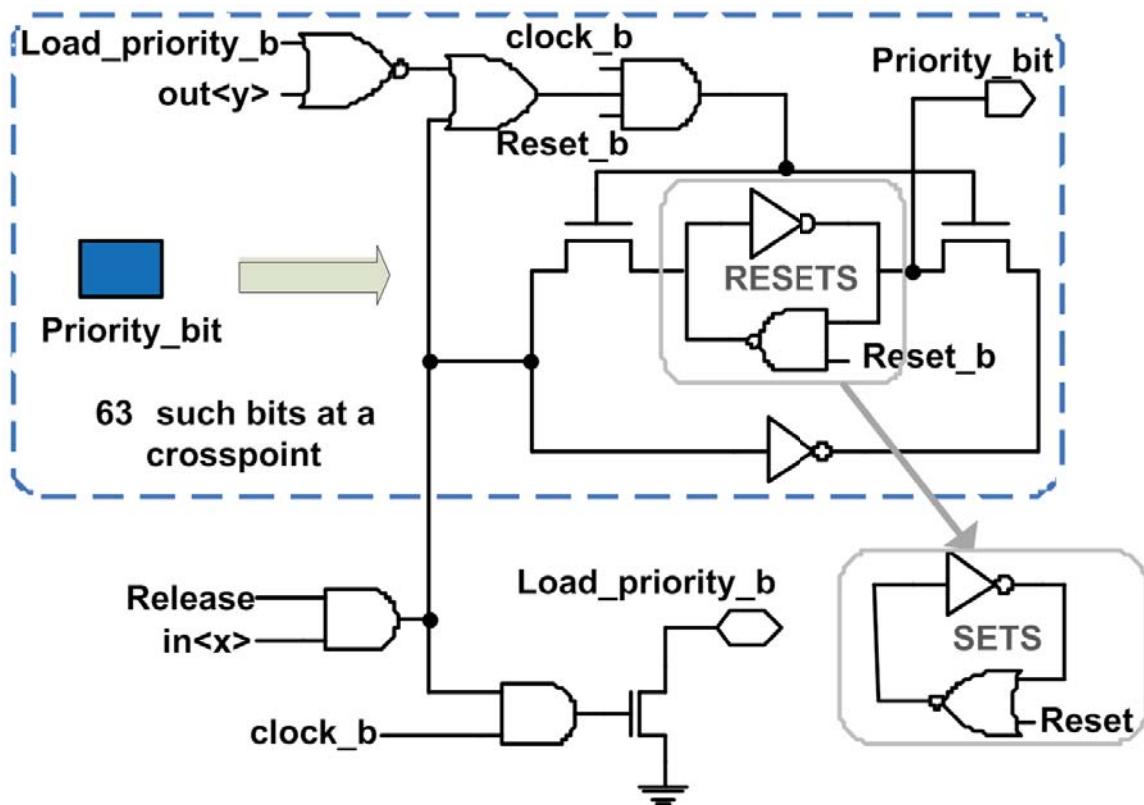 Load_priority_b
clock_b
Priority_bit
out<y>
Reset_b
RESETS
Priority_bit
Reset_b
63 such bits at a
crosspoint
Release
in<x>
Load_priority_b
SETS
clock_b
Reset